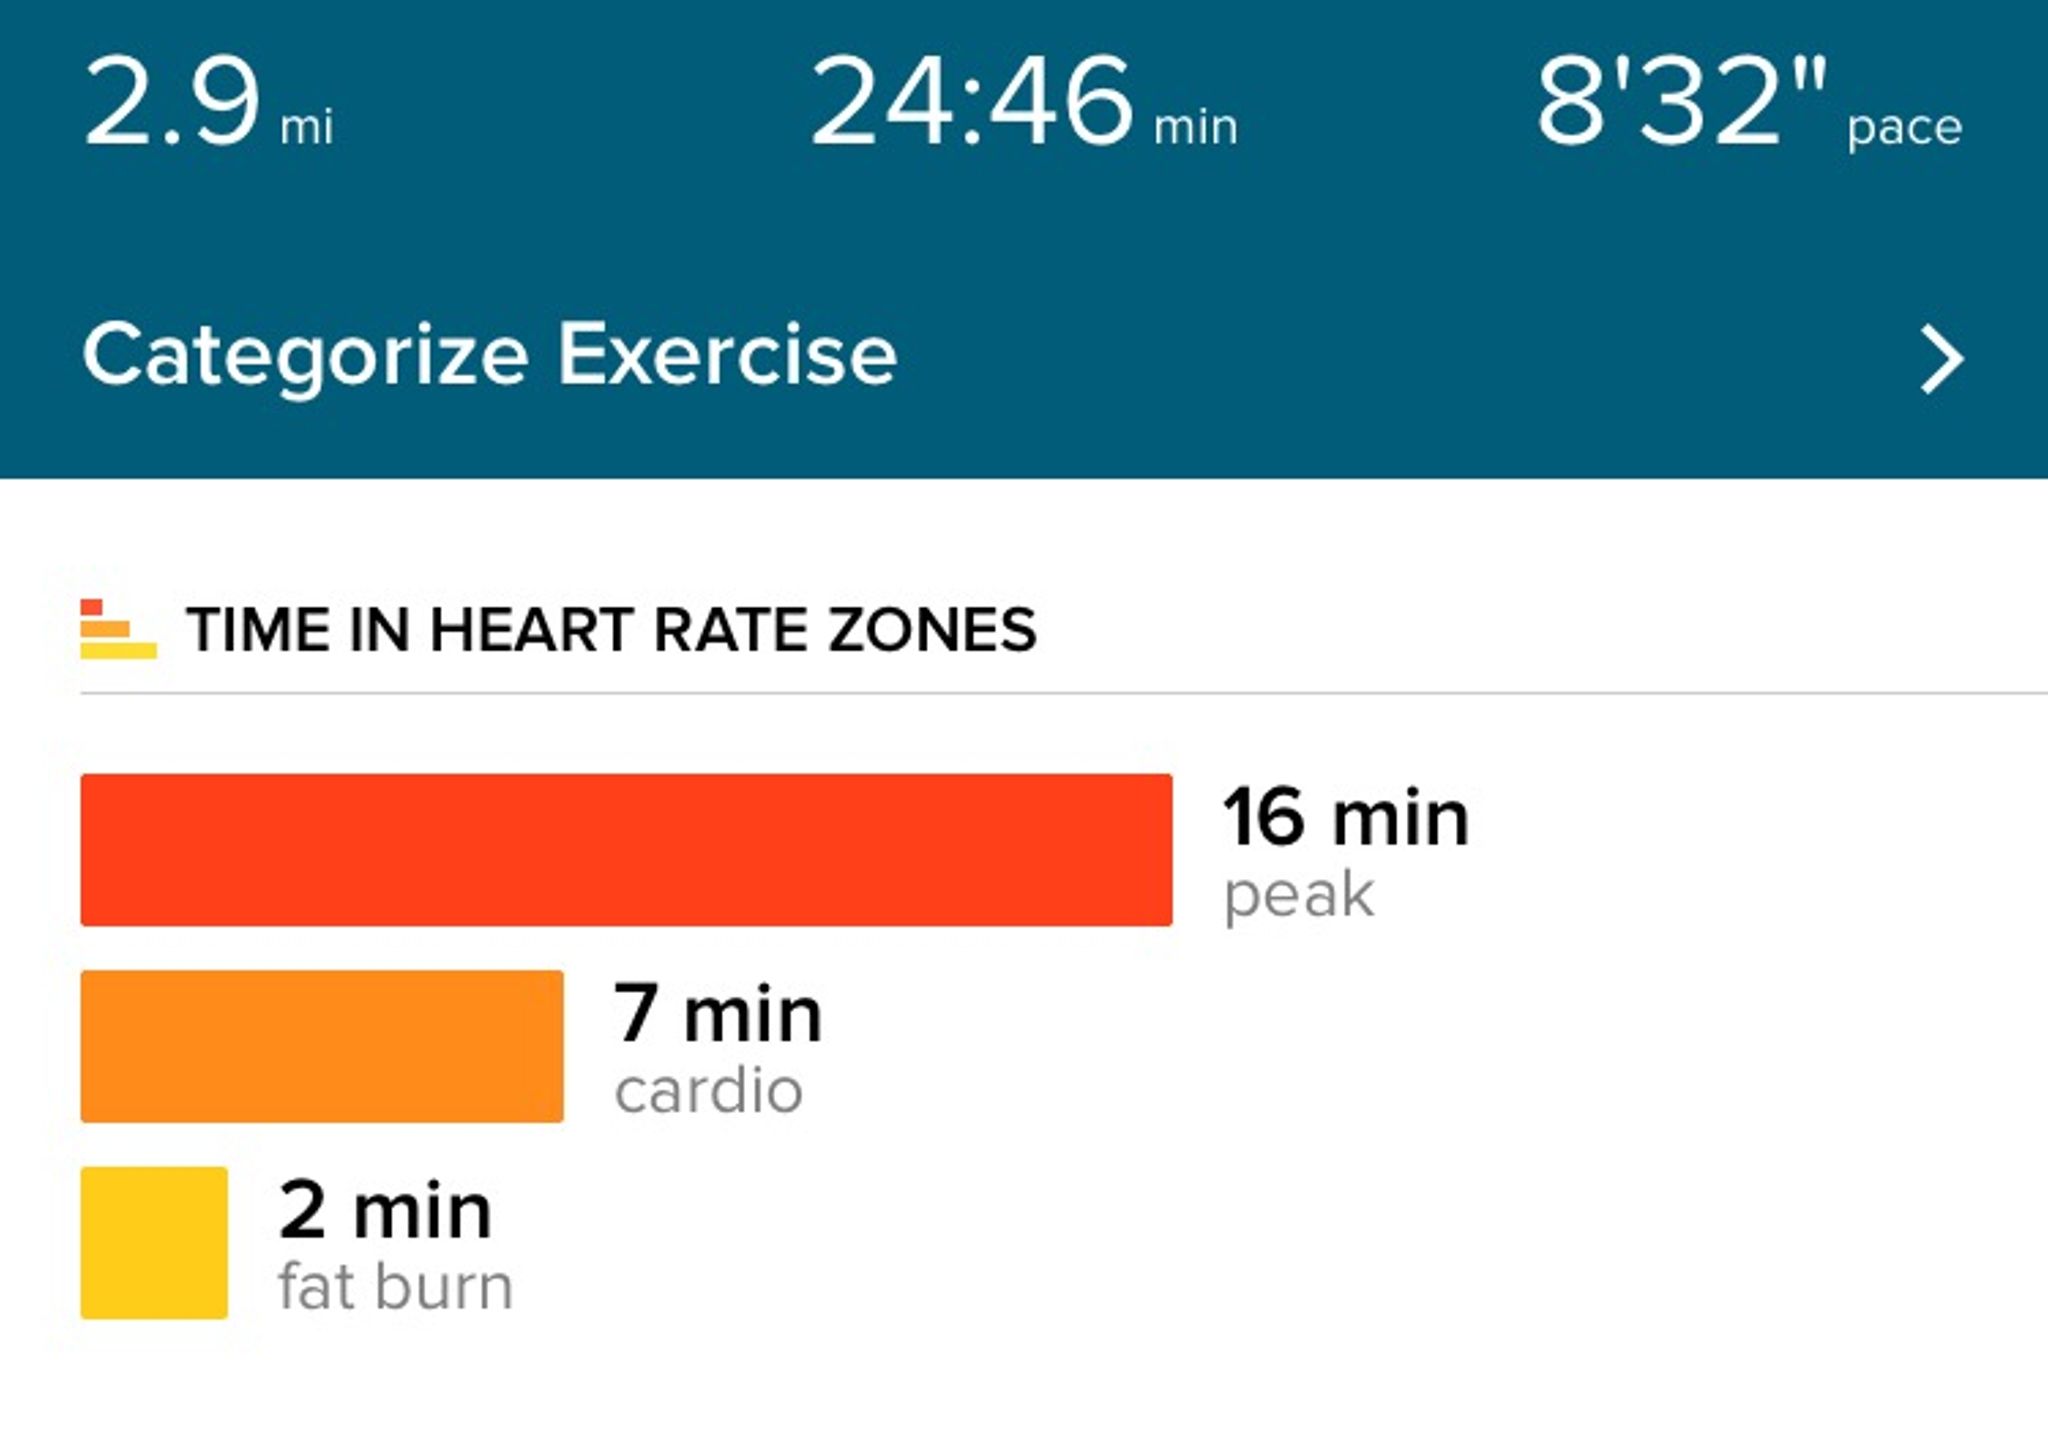 2.9 mi 24:46 min 8'32" pace
Categorize Exercise
TIME IN HEART RATE ZONES
16 min
peak
7 min
cardio
2 min
fat burn